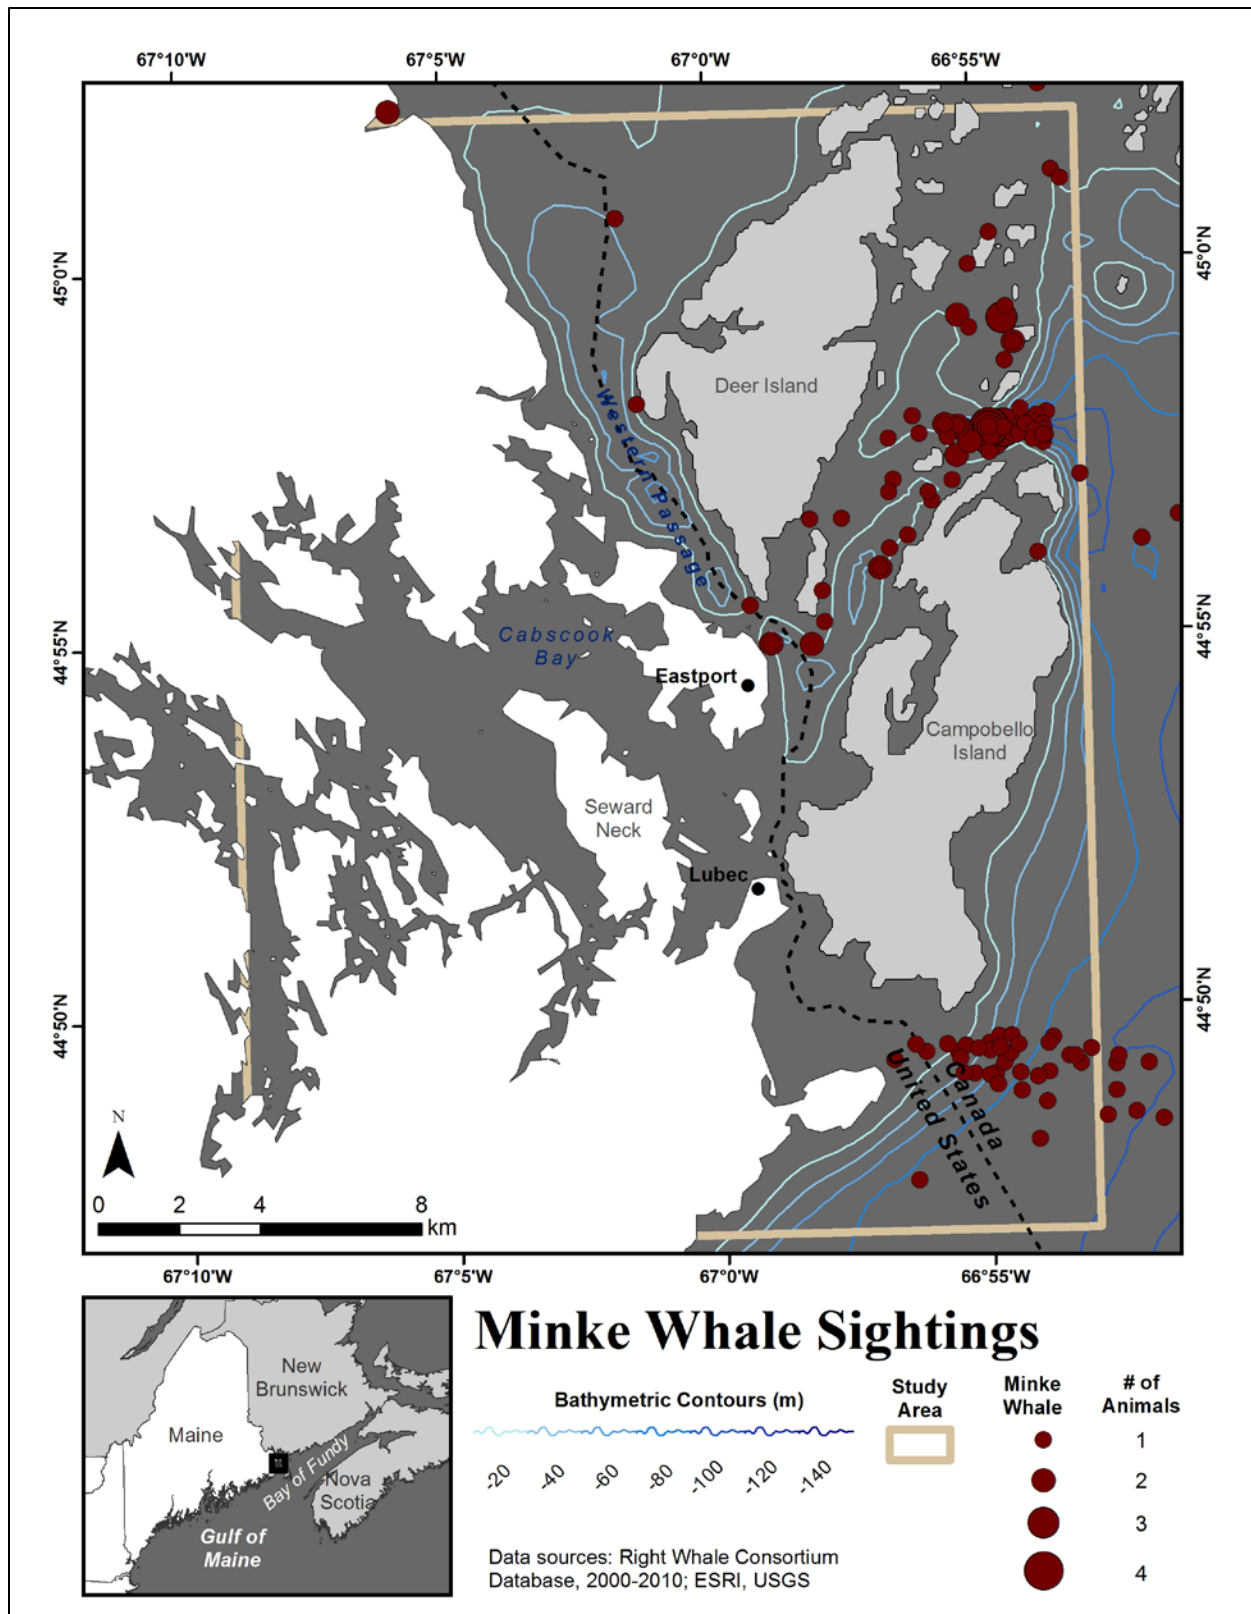 67°10'W 67°5'W 67°0'W 66°55'W
45°0'N
45°0'N
Deer Island
Western Passage
44°55'N
44°55'N
Cabscook
Bay
Eastport
Campobello
Island
Seward
Neck
Lubec
44°50'N
44°50'N
Canada
United States
N
0 2 4 8
km
67°10'W 67°5'W 67°0'W 66°55'W
Minke Whale Sightings
New
Brunswick
Maine
Bay of Fundy
Nova
Scotia
Gulf of
Maine
Bathymetric Contours (m)
-20 -40 -60 -80 -100 -120 -140
Study
Area
Minke
Whale
# of
Animals
1
2
3
4
Data sources: Right Whale Consortium
Database, 2000-2010; ESRI, USGS